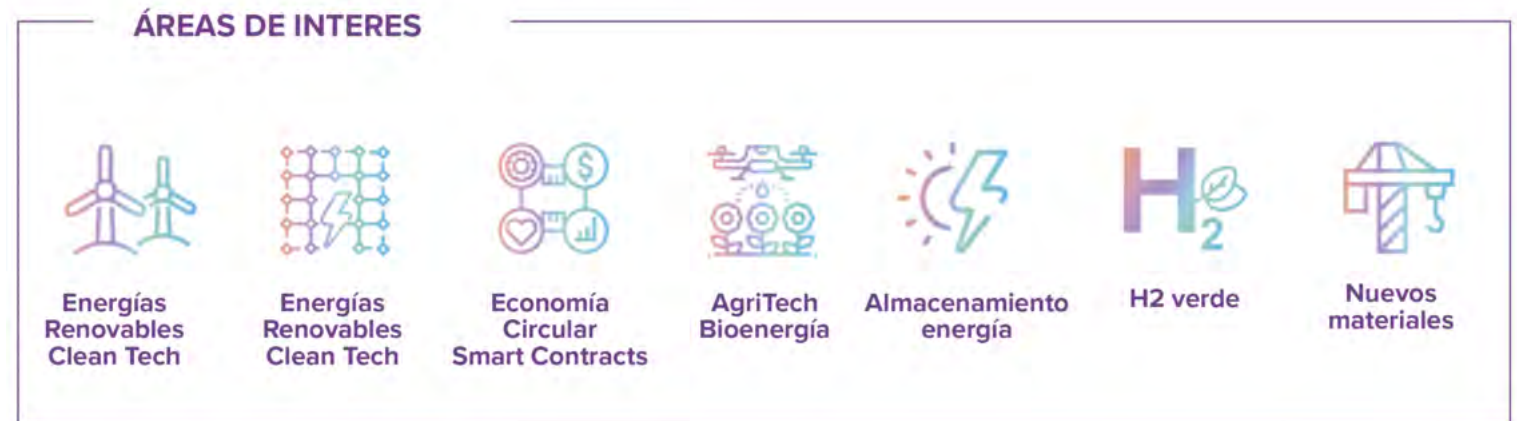 ÁREAS DE INTERES
H2
Energías
Renovables
Clean Tech
Energías
Renovables
Clean Tech
Economía
Circular
Smart Contracts
AgriTech
Bioenergía
Almacenamiento
energía
H2 verde
Nuevos
materiales